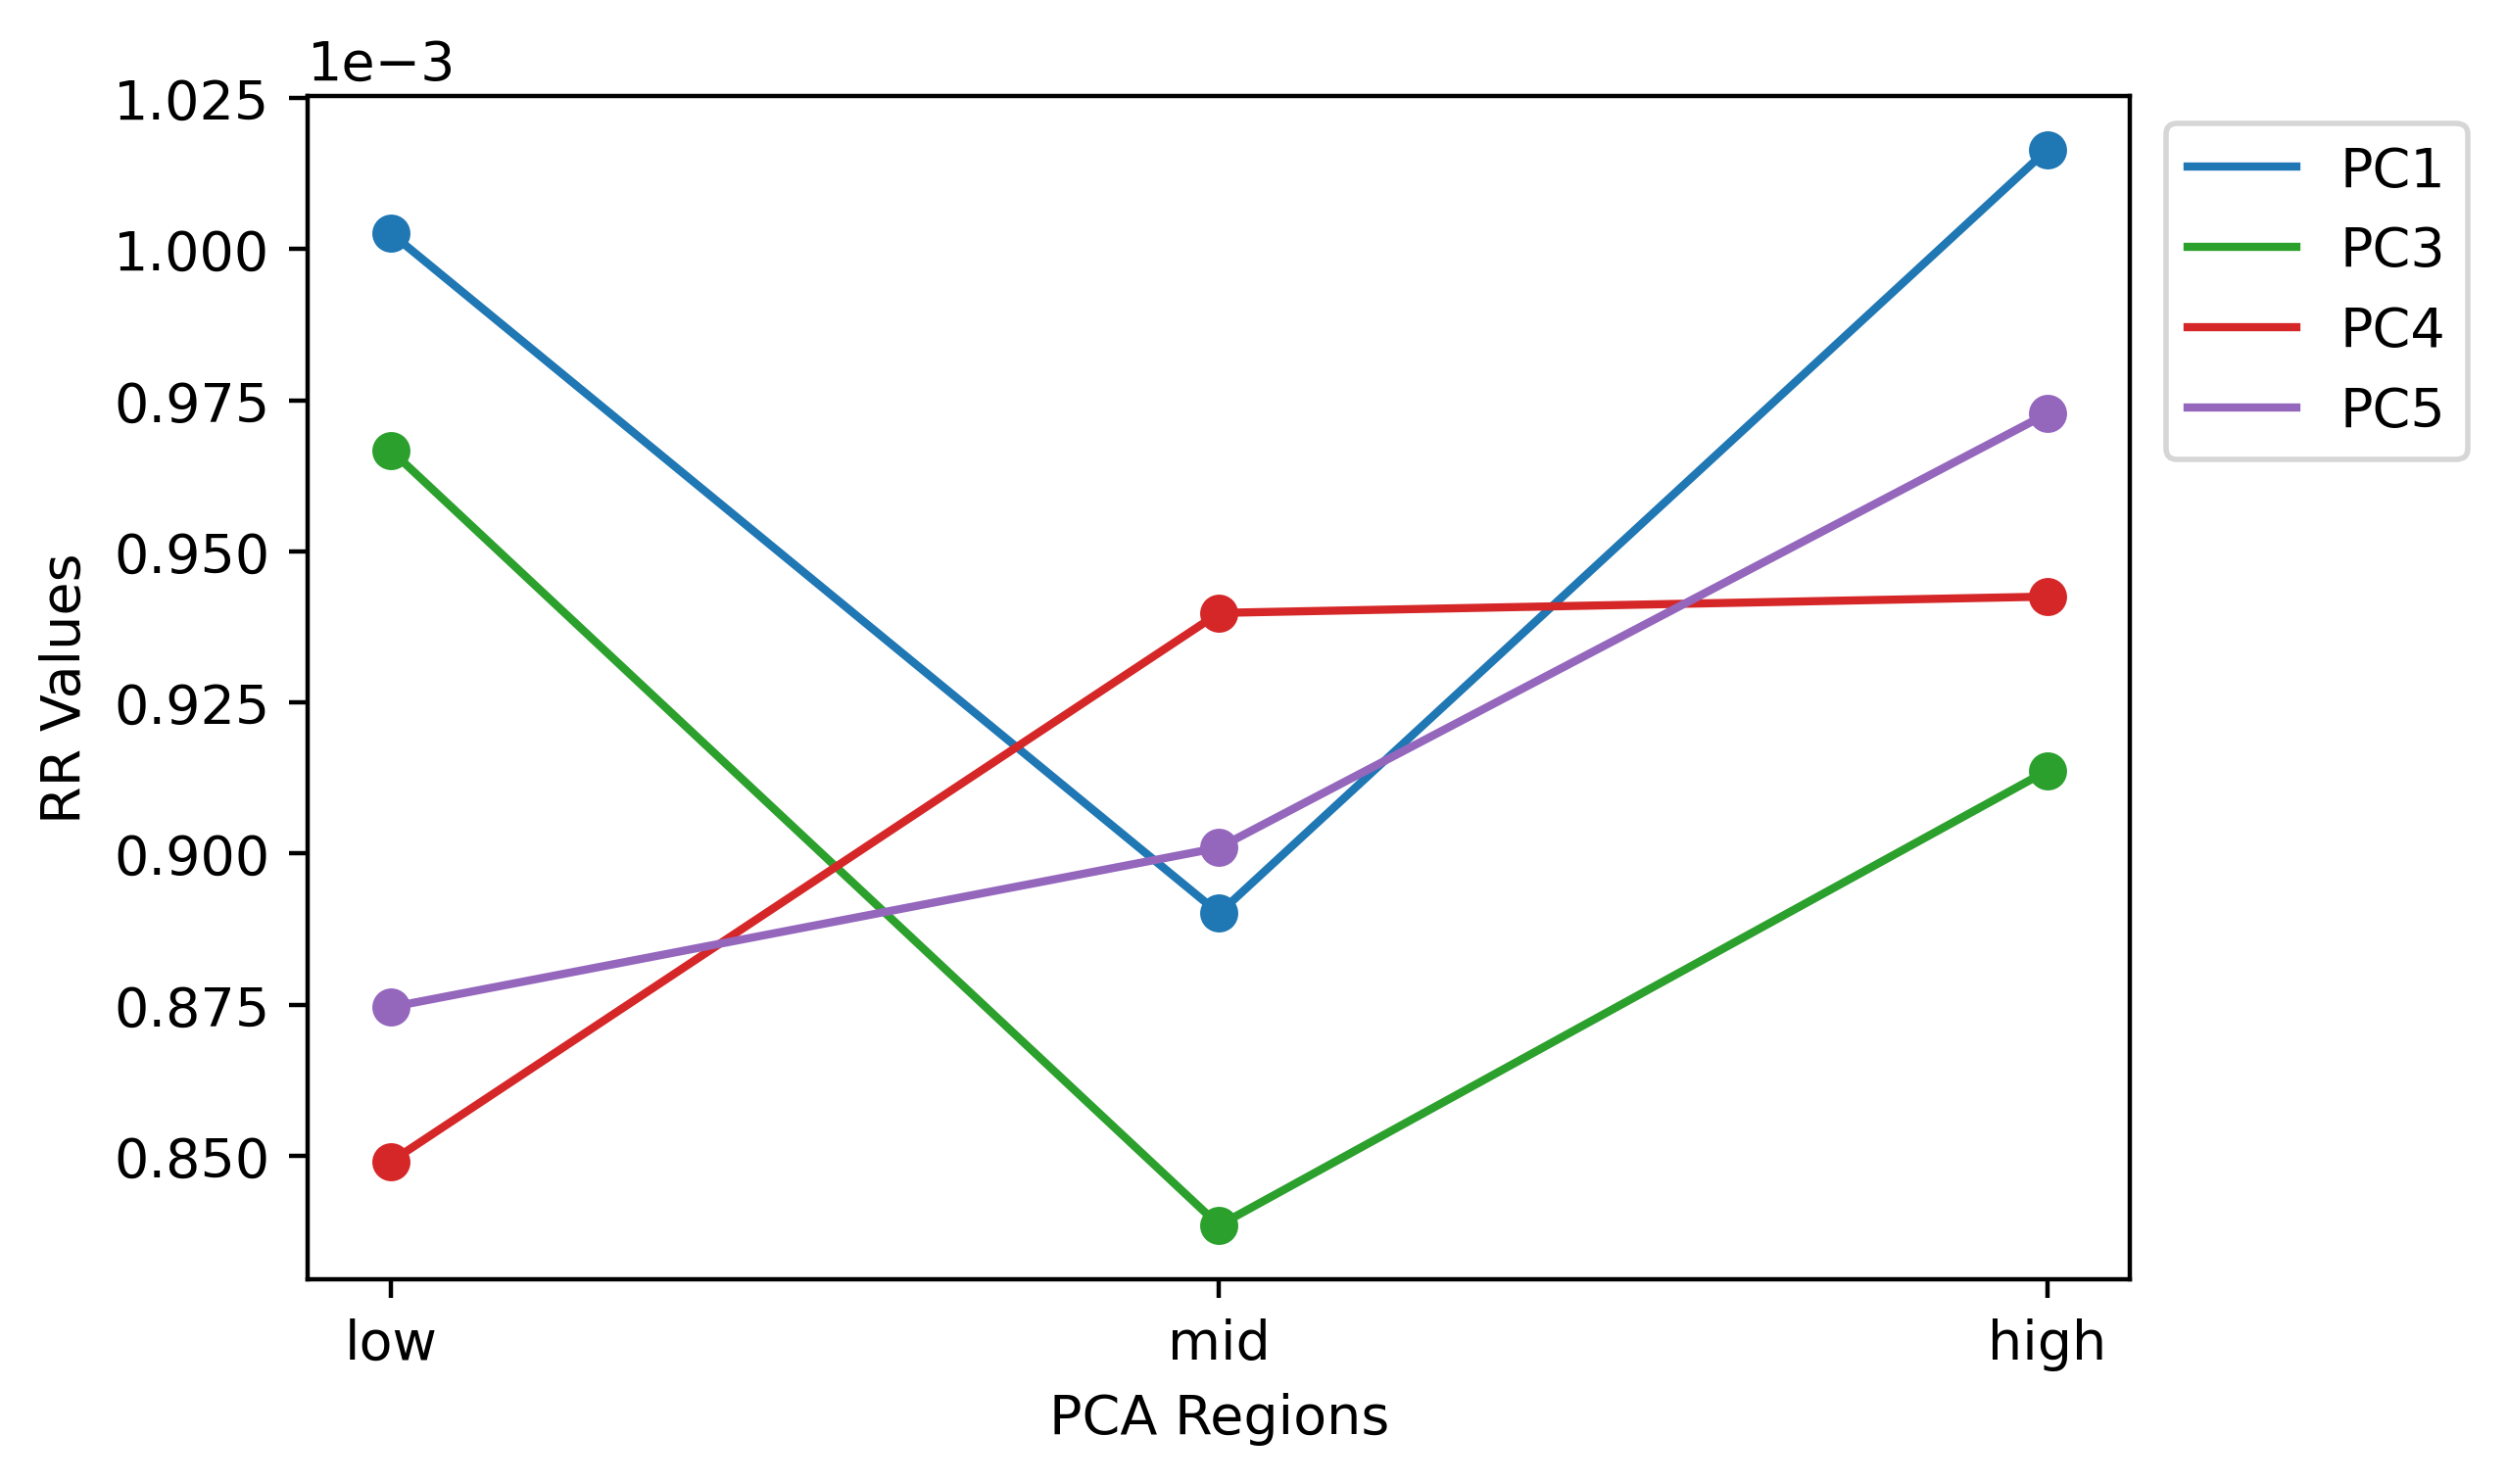 1e−3
1.025
1.000
0.975
0.950
0.925
0.900
0.875
0.850
RR Values
low mid high
PCA Regions
PC1
PC3
PC4
PC5